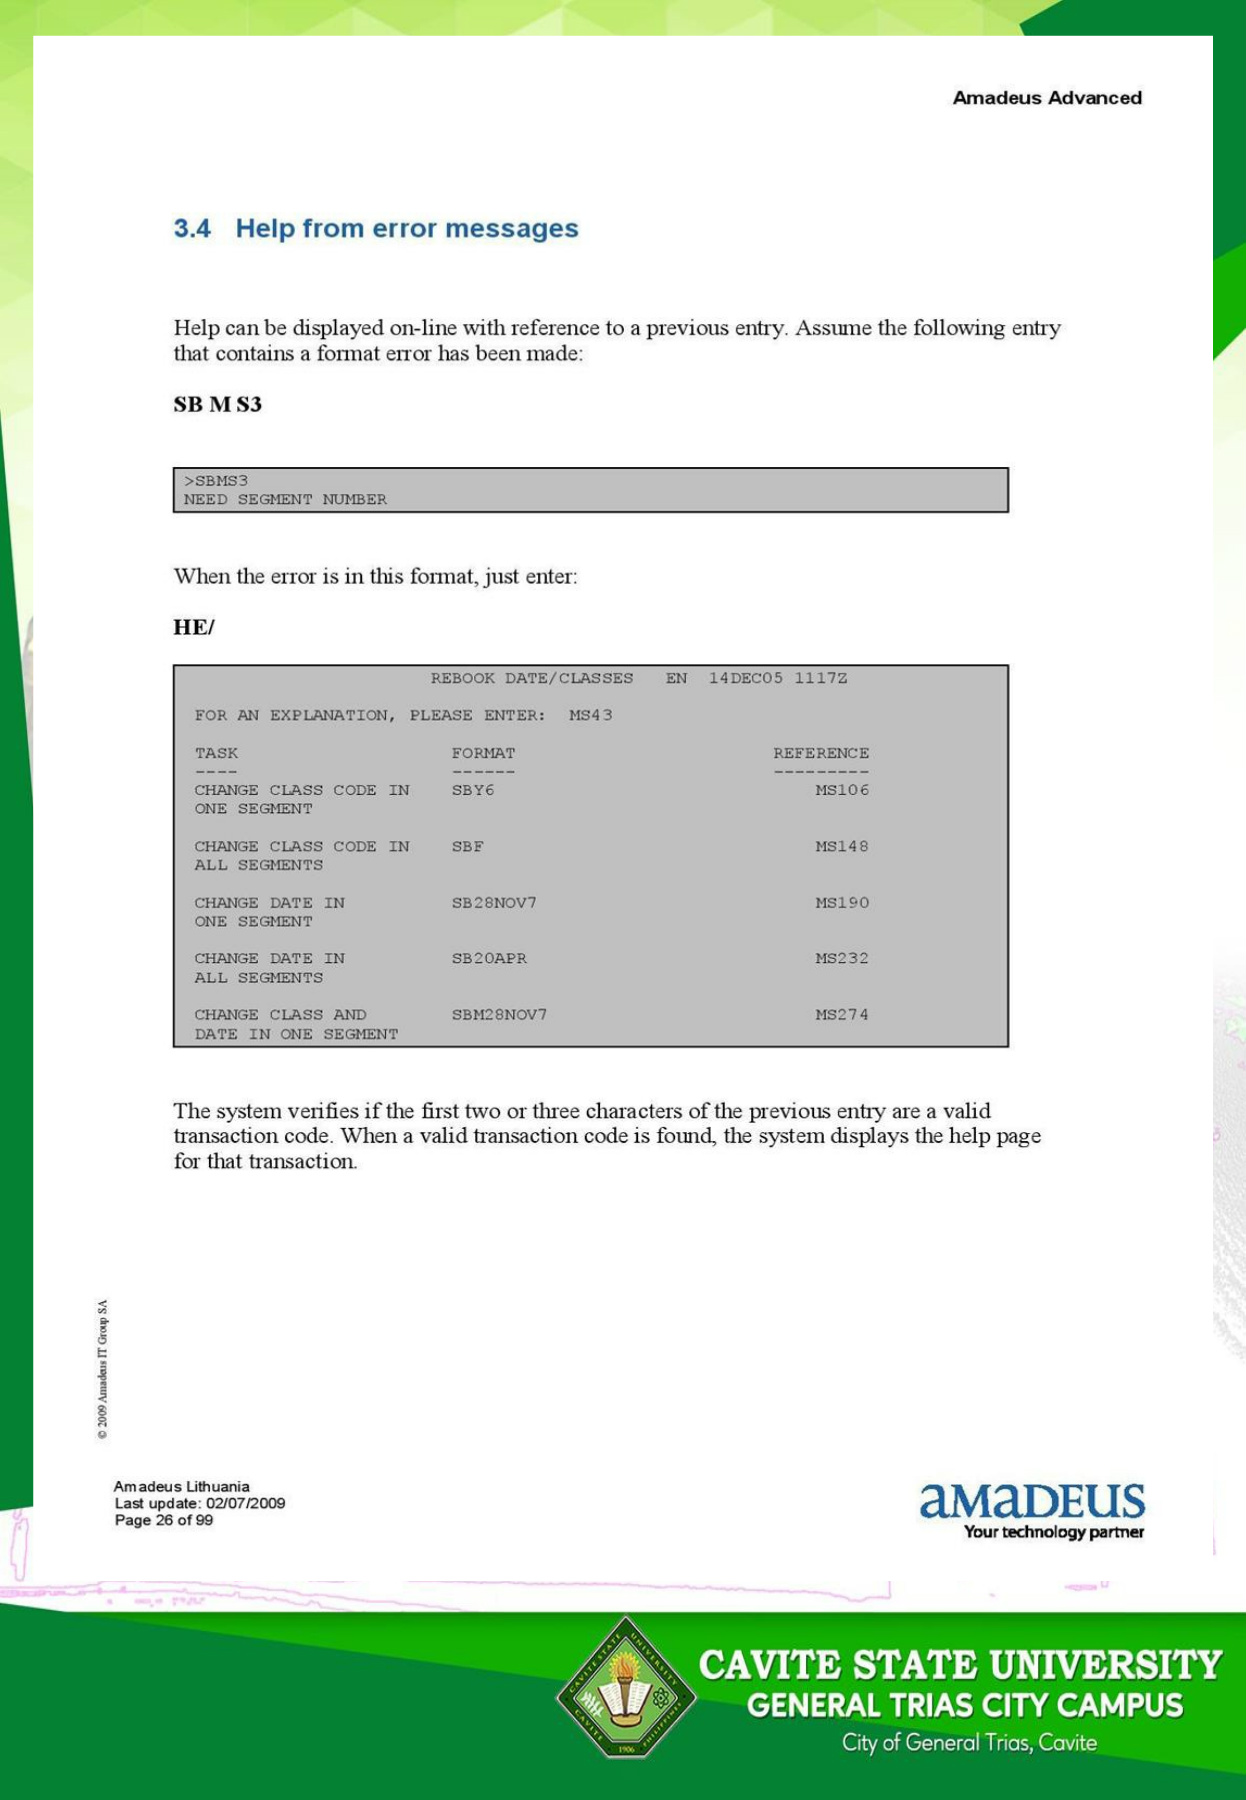 Amadeus Advanced
3.4 Help from error messages
Help can be displayed on-line with reference to a previous entry. Assume the following entry
that contains a format error has been made:
SB M S3
>SBMS3
NEED SEGMENT NUMBER
When the error is in this format, just enter:
HE/
REBOOK DATE/CLASSES EN 14DEC05 1117Z
FOR AN EXPLANATION, PLEASE ENTER: MS43
TASK FORMAT REFERENCE
---- ------ ---------
CHANGE CLASS CODE IN SBY6 MS106
ONE SEGMENT
CHANGE CLASS CODE IN SBF MS148
ALL SEGMENTS
CHANGE DATE IN SB28NOV7 MS190
ONE SEGMENT
CHANGE DATE IN SB20APR MS232
ALL SEGMENTS
CHANGE CLASS AND SBM28NOV7 MS274
DATE IN ONE SEGMENT
The system verifies if the first two or three characters of the previous entry are a valid
transaction code. When a valid transaction code is found, the system displays the help page
for that transaction.
© 2009 Amadeus IT Group SA
Amadeus Lithuania
Last update: 02/07/2009
Page 26 of 99
aMaDEUS
Your technology partner
CAVITE STATE UNIVERSITY
CAVITE
PHILIPPINES
1906
CAVITE STATE UNIVERSITY
GENERAL TRIAS CITY CAMPUS
City of General Trias, Cavite